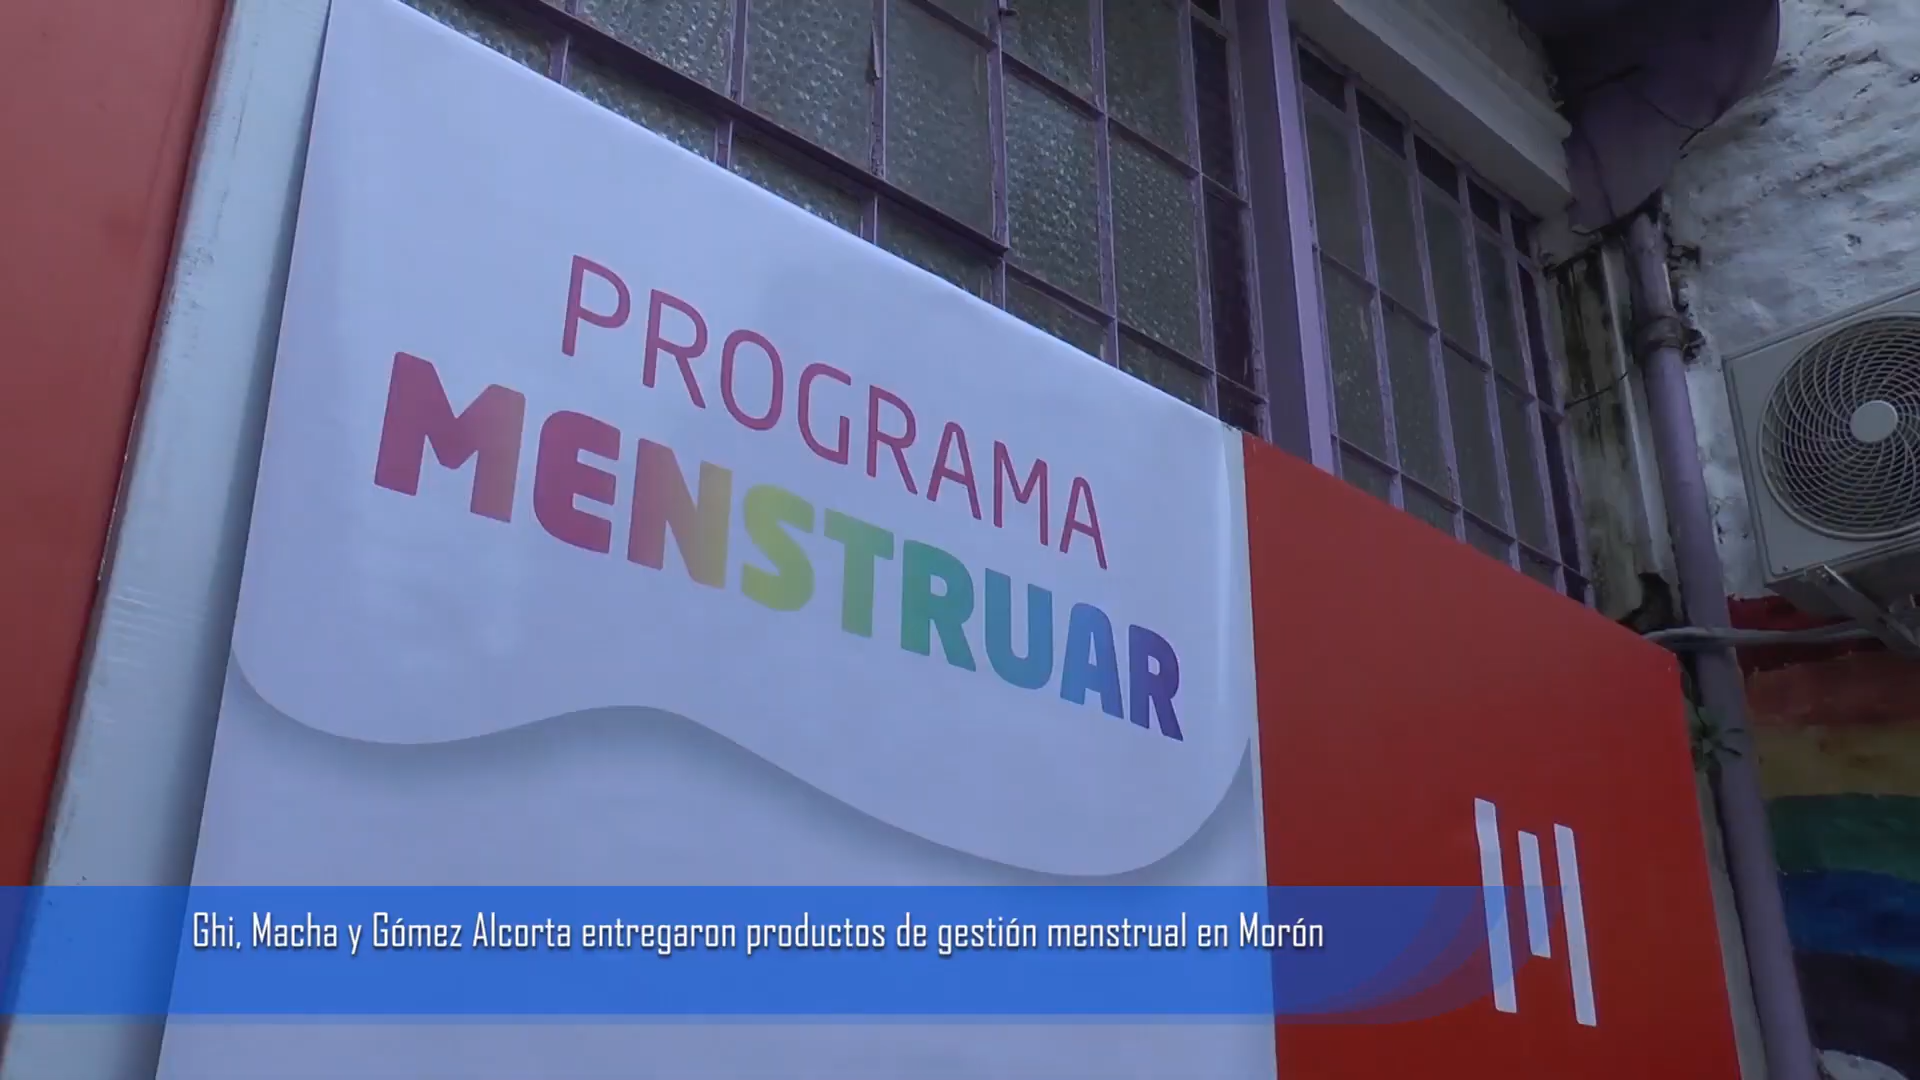 PROGRAMA
MENSTRUAR
Ghi, Macha y Gómez Alcorta entregaron productos de gestión menstrual en Morón